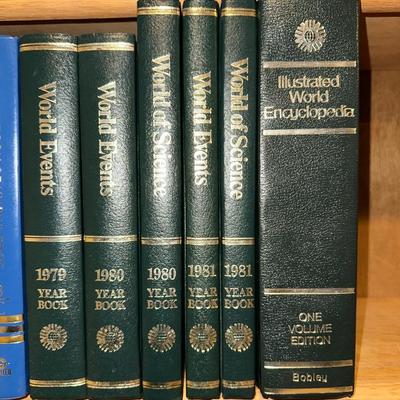 World Events
1979
YEAR
BOOK
World Events
1980
YEAR
BOOK
World of Science
1980
YEAR
BOOK
World Events
1981
YEAR
BOOK
World of Science
1981
YEAR
BOOK
Illustrated
World
Encyclopedia
ONE
VOLUME
EDITION
Bobley